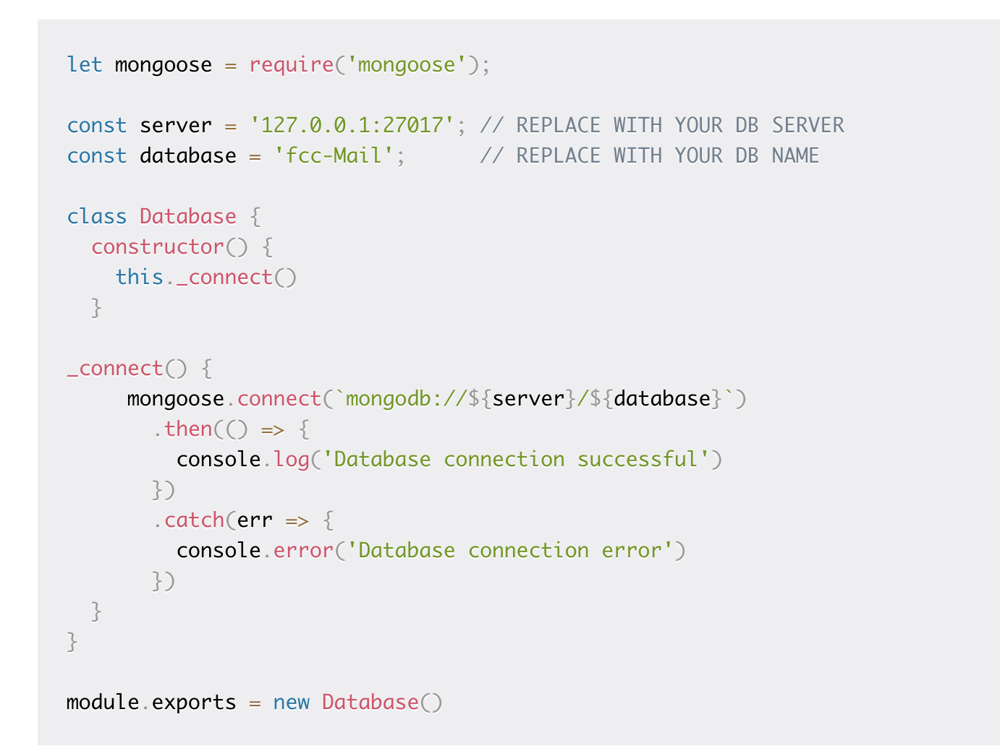 let mongoose = require('mongoose');

const server = '127.0.0.1:27017'; // REPLACE WITH YOUR DB SERVER
const database = 'fcc-Mail';      // REPLACE WITH YOUR DB NAME

class Database {
  constructor() {
    this._connect()
  }

_connect() {
     mongoose.connect(`mongodb://${server}/${database}`)
       .then(() => {
         console.log('Database connection successful')
       })
       .catch(err => {
         console.error('Database connection error')
       })
  }
}

module.exports = new Database()